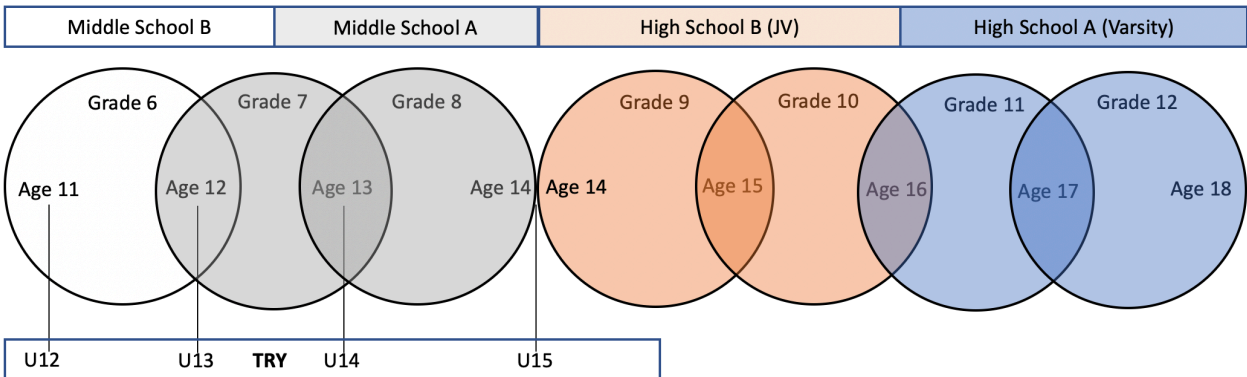 Middle School B Middle School A High School B (JV) High School A (Varsity)
Grade 6 Grade 7 Grade 8 Grade 9 Grade 10 Grade 11 Grade 12
Age 11 Age 12 Age 13 Age 14 Age 14 Age 15 Age 16 Age 17 Age 18
U12 U13 TRY U14 U15